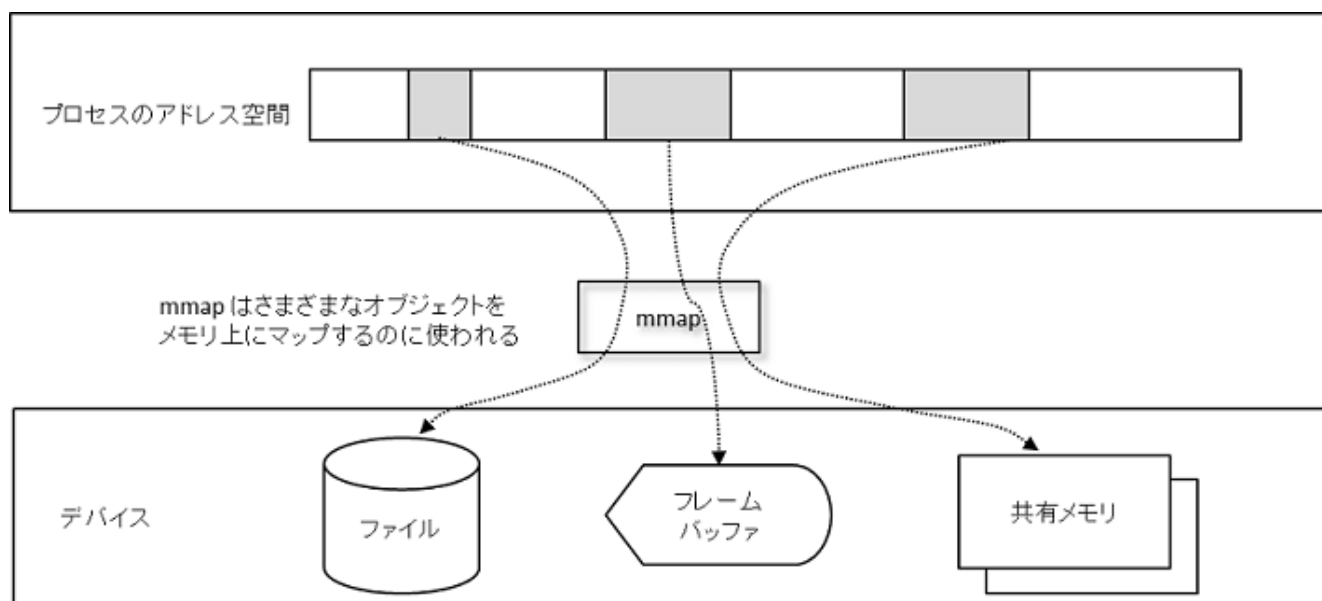 プロセスのアドレス空間
mmap はさまざまなオブジェクトを
メモリ上にマップするのに使われる
mmap
デバイス
ファイル
フレーム
バッファ
共有メモリ